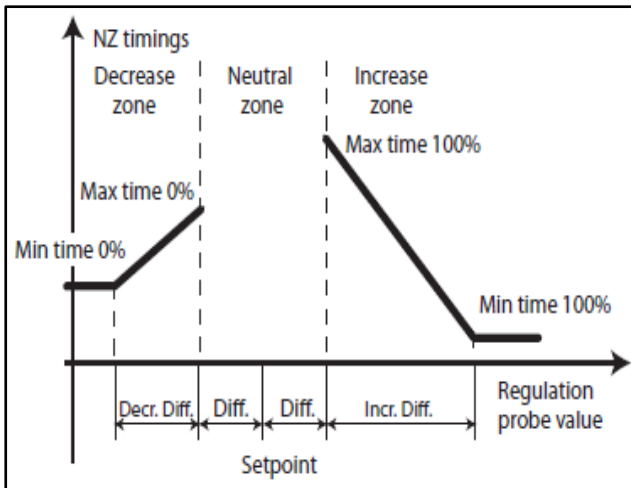 NZ timings
Decrease
zone
Neutral
zone
Increase
zone
Max time 100%
Max time 0%
Min time 0%
Min time 100%
Decr. Diff.
Diff.
Diff.
Incr. Diff.
Regulation
probe value
Setpoint